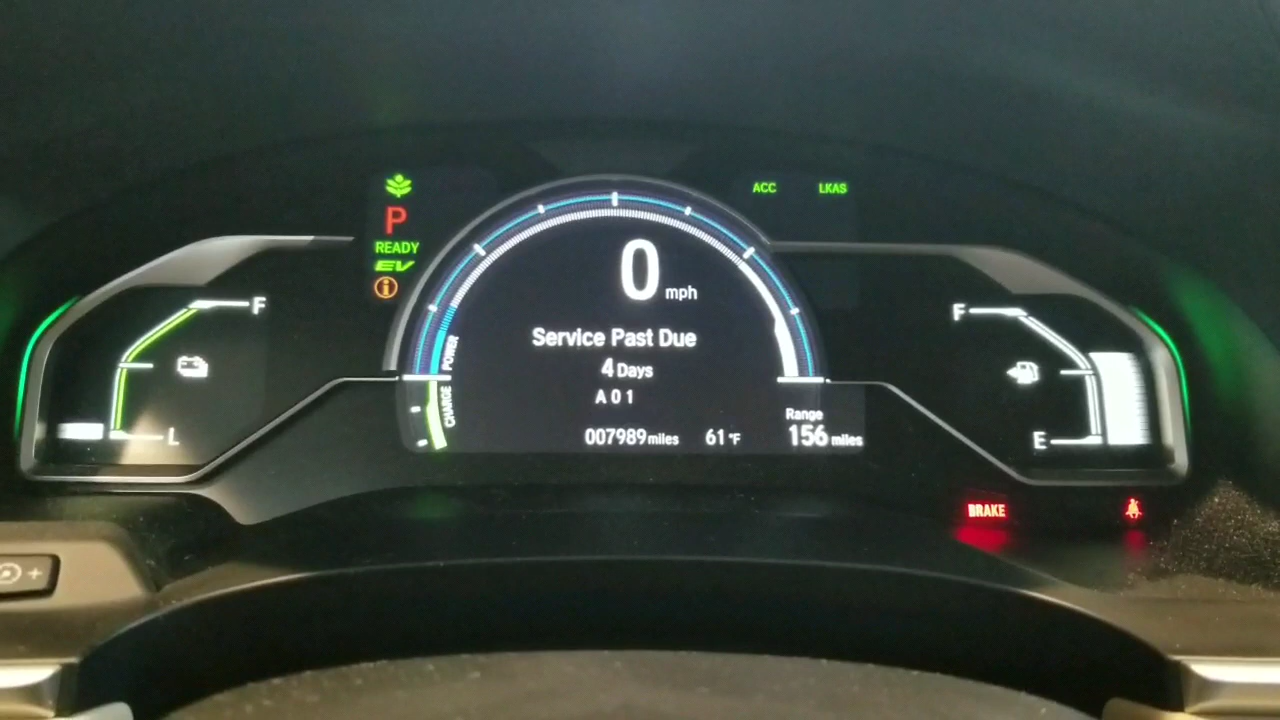 P
READY
EV
ACC
LKAS
0 mph
Service Past Due
4 Days
A 0 1
007989 miles
61 °F
Range
156 miles
POWER
CHARGE
F
L
F
E
BRAKE
+